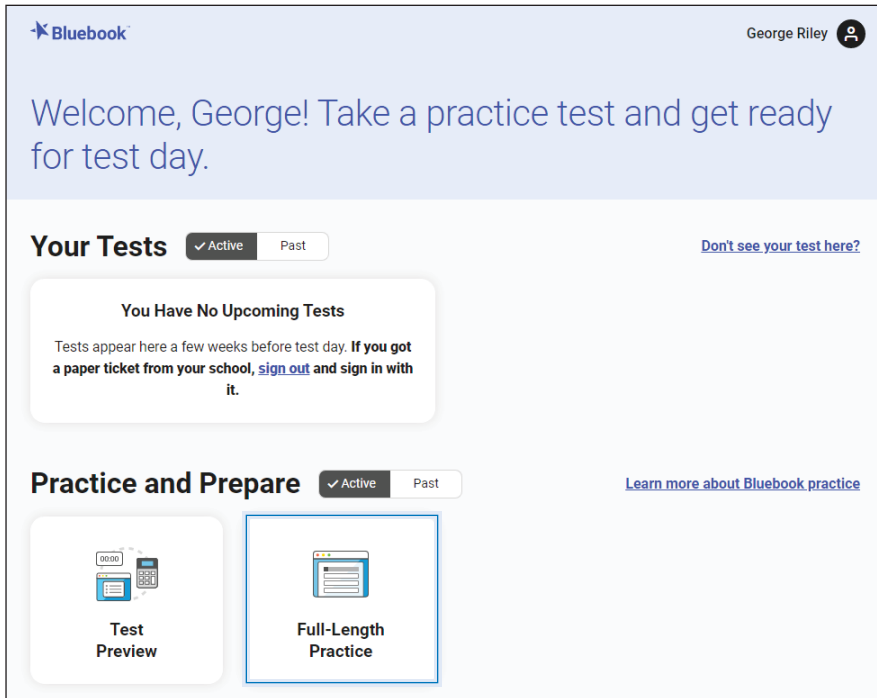 Bluebook™
George Riley
Welcome, George! Take a practice test and get ready
for test day.
Your Tests
Active
Past
Don't see your test here?
You Have No Upcoming Tests
Tests appear here a few weeks before test day. If you got
a paper ticket from your school, sign out and sign in with
it.
Practice and Prepare
Active
Past
Learn more about Bluebook practice
00:00
Test
Preview
Full-Length
Practice